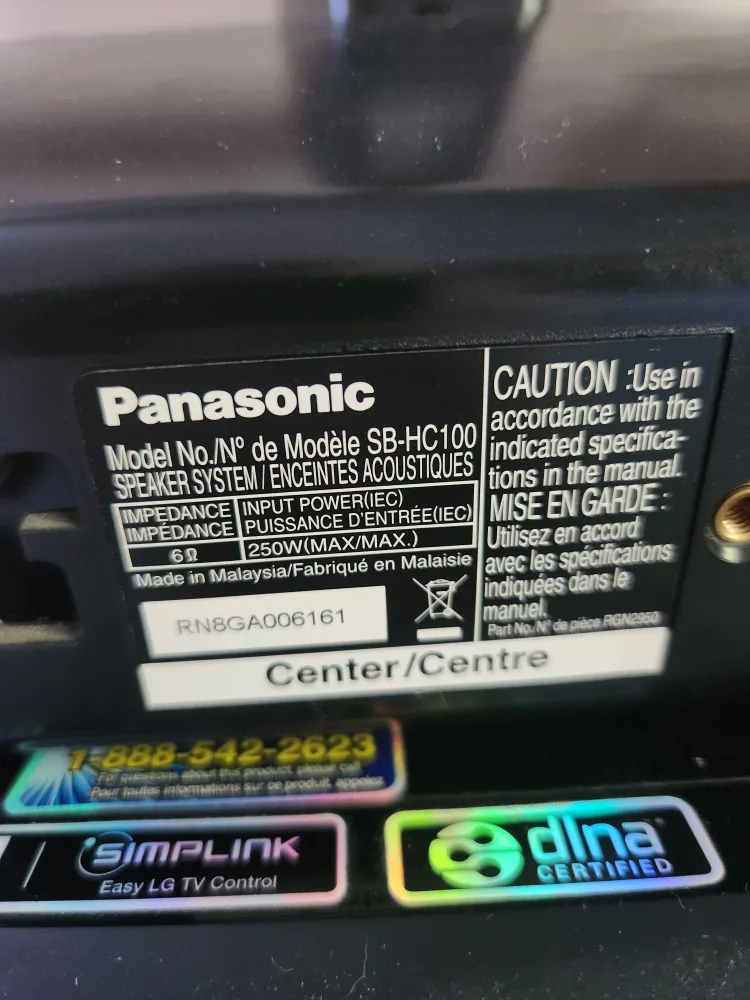 Panasonic
Model No./Nº de Modèle SB-HC100
SPEAKER SYSTEM / ENCEINTES ACOUSTIQUES
IMPEDANCE INPUT POWER(IEC)
IMPÉDANCE PUISSANCE D'ENTRÉE(IEC)
6Ω 250W(MAX/MAX.)
Made in Malaysia/Fabriqué en Malaisie
RN8GA006161
CAUTION :Use in
accordance with the
indicated specifica-
tions in the manual.
MISE EN GARDE :
Utilisez en accord
avec les spécifications
indiquées dans le
manuel.
Part No./Nº de pièce RGN2950
Center/Centre
1-888-542-2623
For questions about this product, please call
Pour toutes informations sur ce produit, appelez
SIMPLINK
Easy LG TV Control
dlna
CERTIFIED